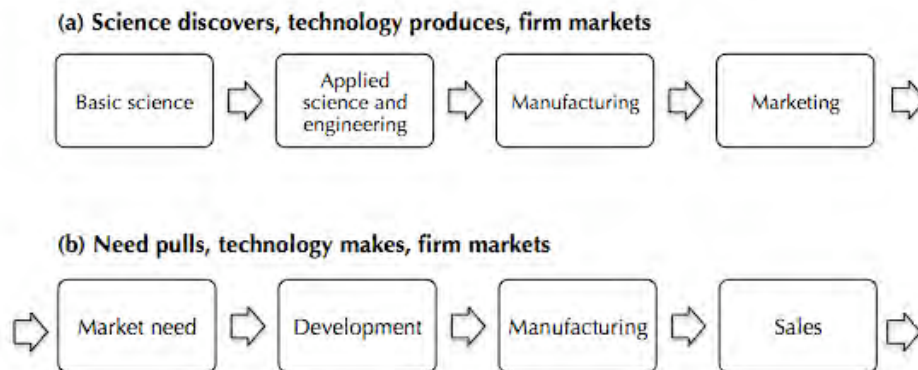 (a) Science discovers, technology produces, firm markets
Basic science
Applied
science and
engineering
Manufacturing
Marketing
(b) Need pulls, technology makes, firm markets
Market need
Development
Manufacturing
Sales